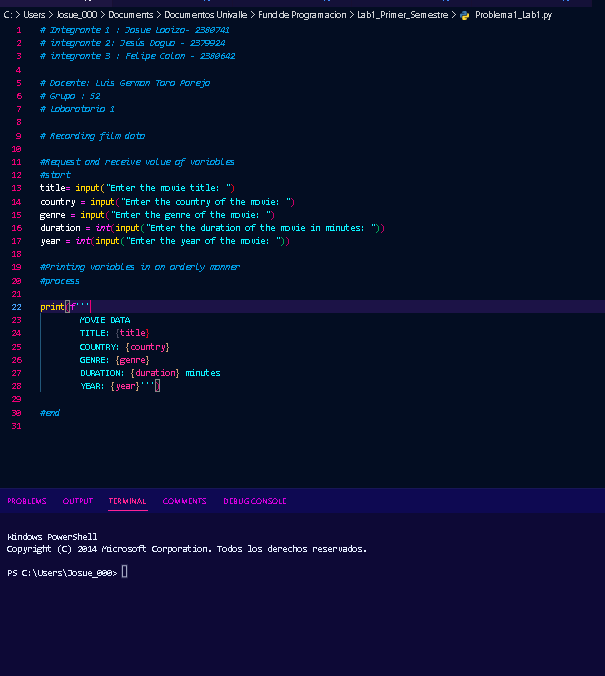 C: > Users > Josue_000 > Documents > Documentos Univalle > Fund de Programacion > Lab1_Primer_Semestre > Problema1_Lab1.py
1 # Integrante 1 : Josue Loaiza- 2380741
2 # integrante 2: Jesús Dagua - 2379924
3 # integrante 3 : Felipe Colon - 2380642
4
5 # Docente: Luis German Toro Pareja
6 # Grupo : 52
7 # Laboratorio 1
8
9 # Recording film data
10
11 #Request and receive value of variables
12 #start
13 title= input("Enter the movie title: ")
14 country = input("Enter the country of the movie: ")
15 genre = input("Enter the genre of the movie: ")
16 duration = int(input("Enter the duration of the movie in minutes: "))
17 year = int(input("Enter the year of the movie: "))
18
19 #Printing variables in an orderly manner
20 #process
21
22 print(f'''
23 MOVIE DATA
24 TITLE: {title}
25 COUNTRY: {country}
26 GENRE: {genre}
27 DURATION: {duration} minutes
28 YEAR: {year}''')
29
30 #end
31
PROBLEMS OUTPUT TERMINAL COMMENTS DEBUG CONSOLE
Windows PowerShell
Copyright (C) 2014 Microsoft Corporation. Todos los derechos reservados.
PS C:\Users\Josue_000>